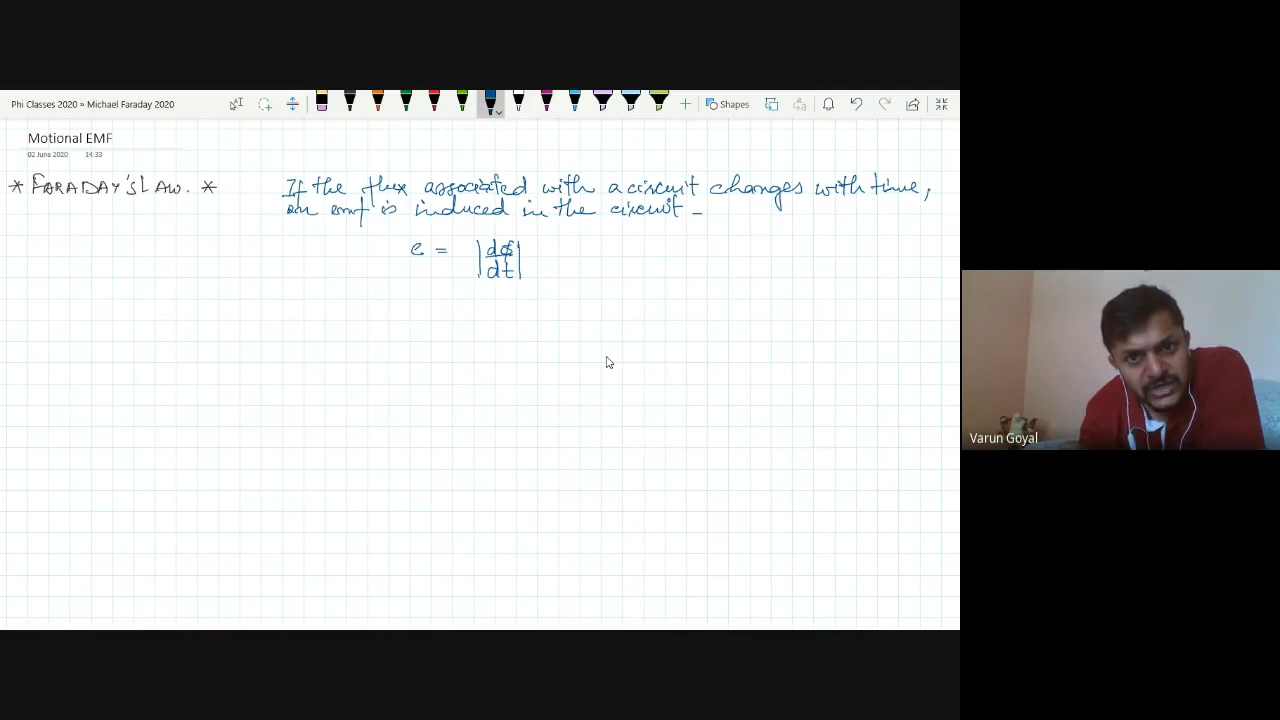 Phi Classes 2020 » Michael Faraday 2020
Shapes
Motional EMF
02 June 2020 14:33
* FARADAY'S LAW. *
If the flux associated with a circuit changes with time,
an emf is induced in the circuit -
e = |dϕ/dt|
Varun Goyal